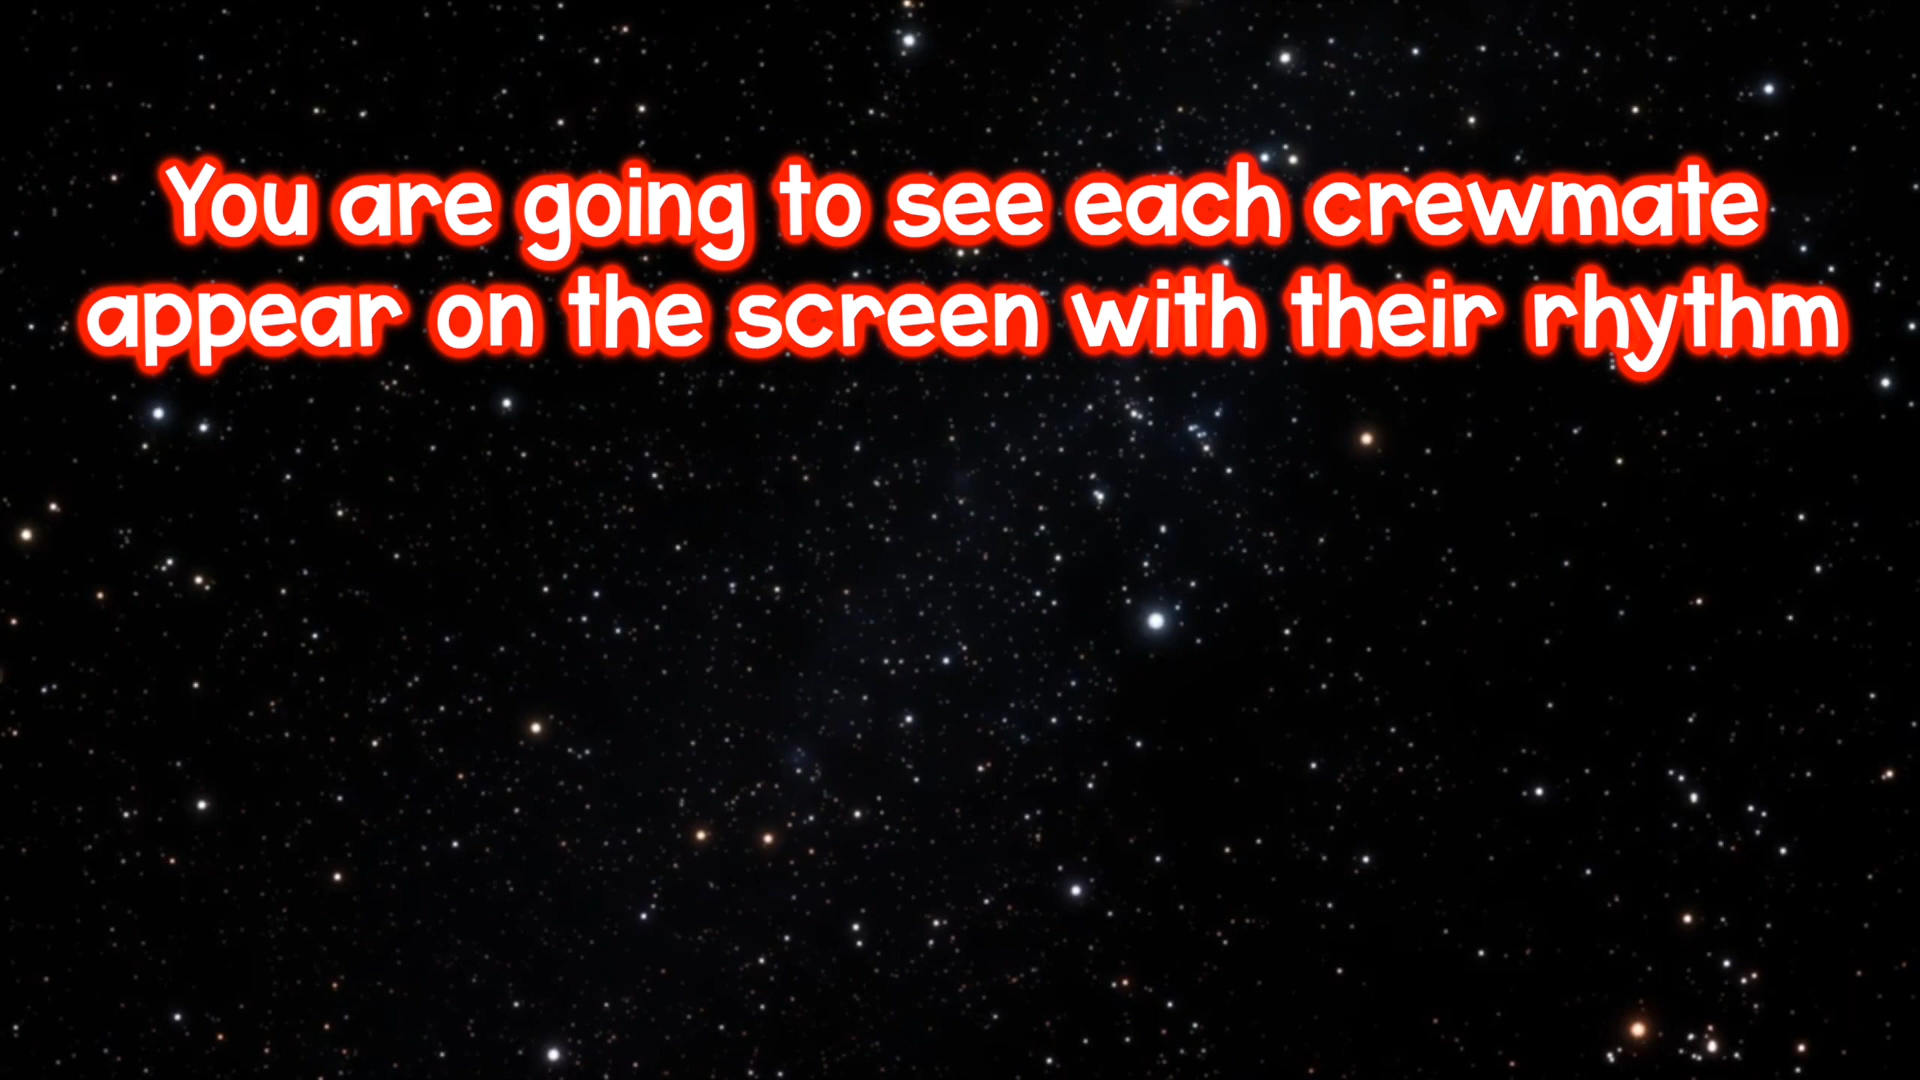 You are going to see each crewmate
appear on the screen with their rhythm